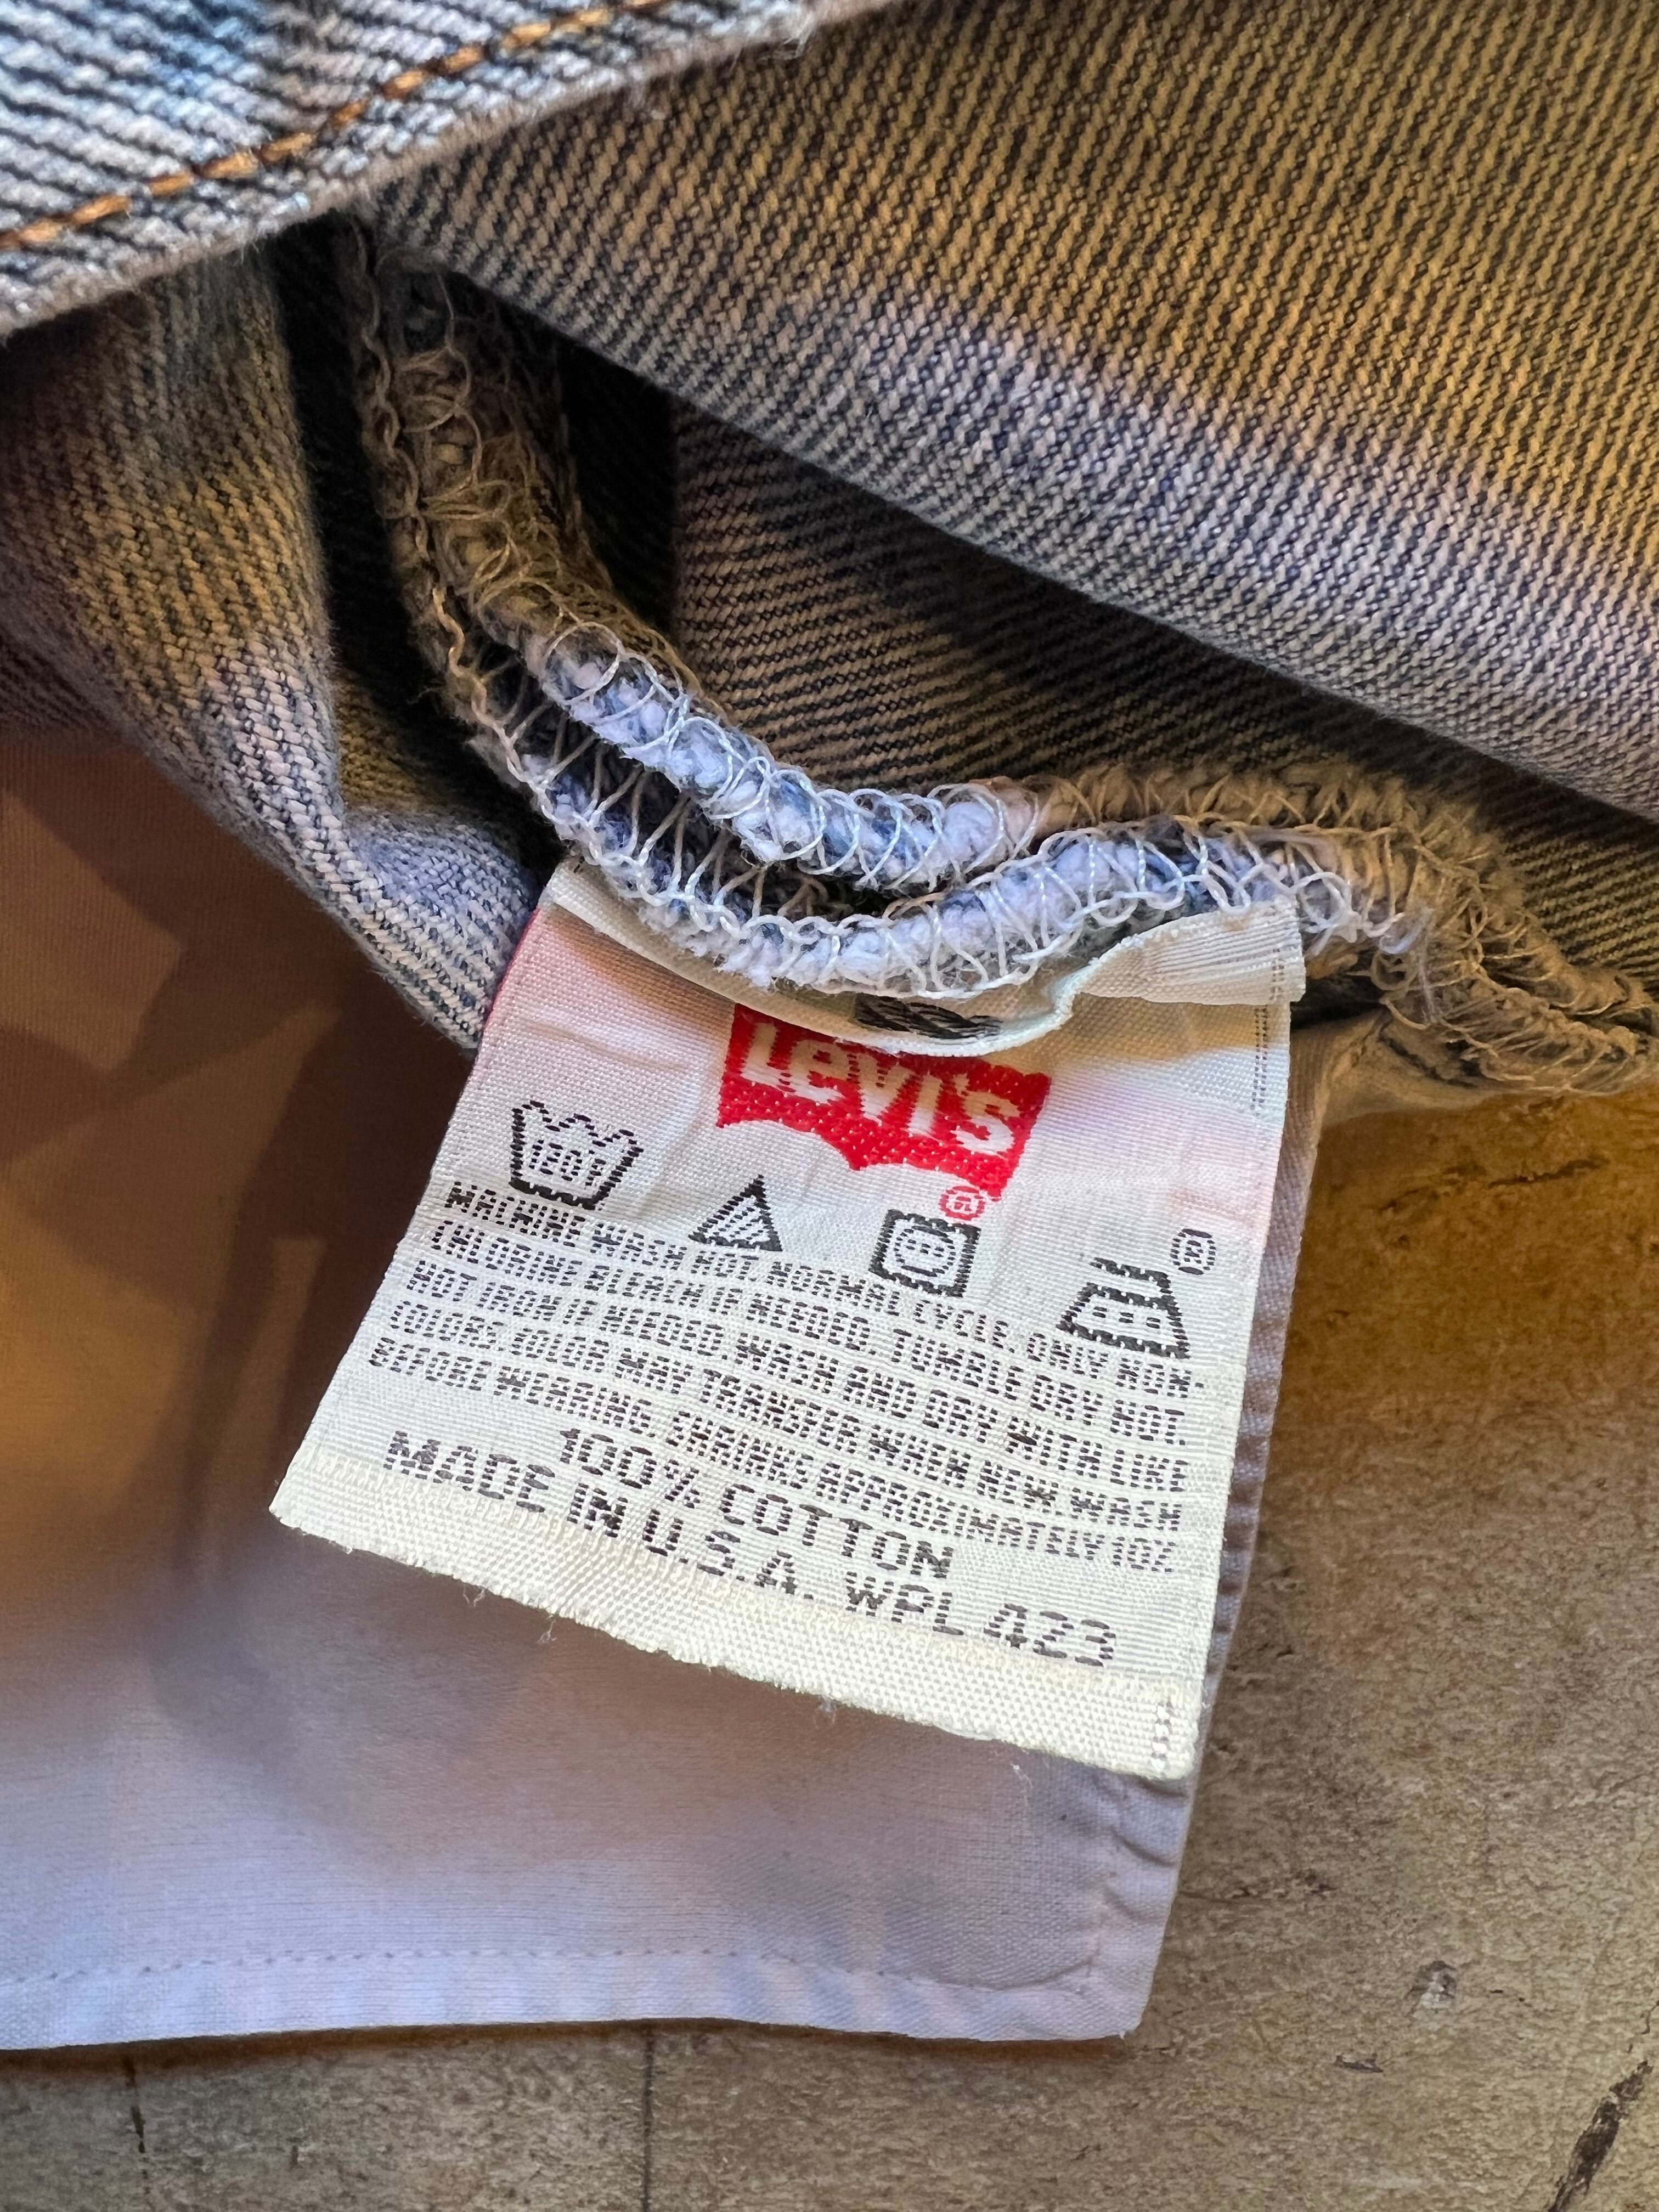 Levi's
®
120F
®
MACHINE WASH HOT. NORMAL CYCLE. ONLY NON-
CHLORINE BLEACH IF NEEDED. TUMBLE DRY HOT.
HOT IRON IF NEEDED. WASH AND DRY WITH LIKE
COLORS. COLOR MAY TRANSFER WHEN NEW. WASH
BEFORE WEARING. SHRINKS APPROXIMATELY 10%.
100% COTTON
MADE IN U.S.A. WPL 423